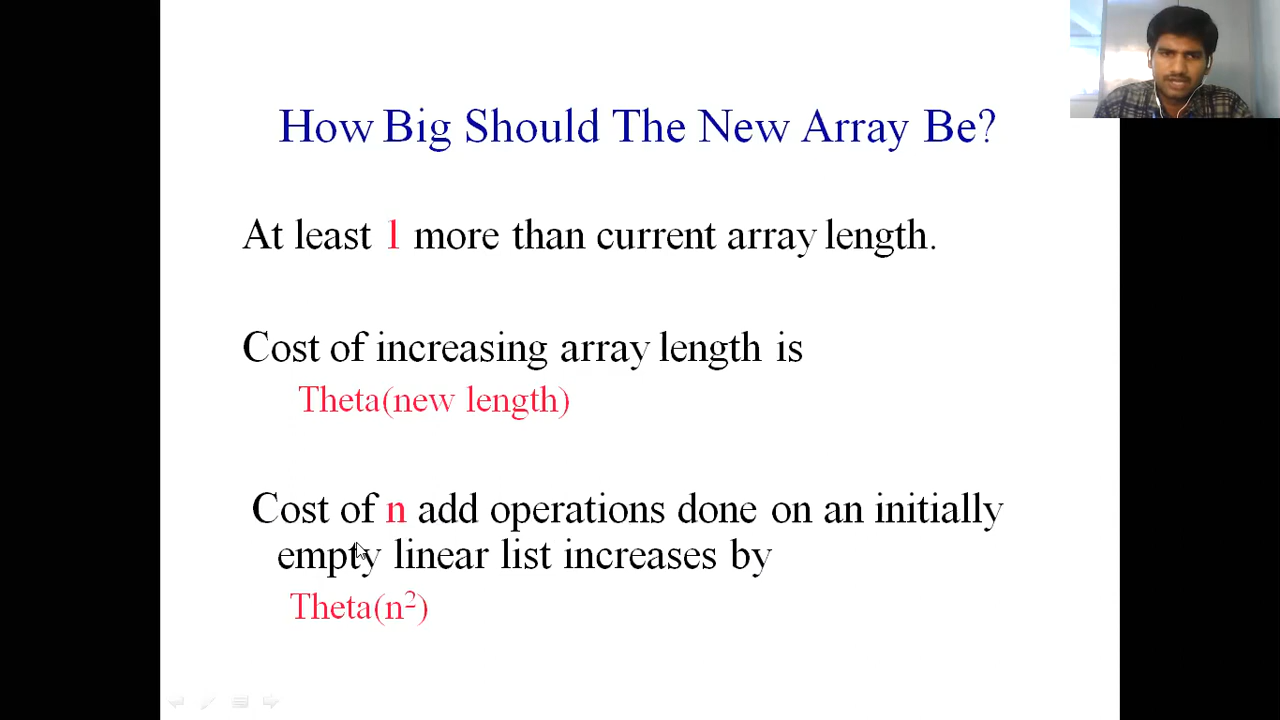 How Big Should The New Array Be?
At least 1 more than current array length.
Cost of increasing array length is
Theta(new length)
Cost of n add operations done on an initially
empty linear list increases by
Theta(n²)